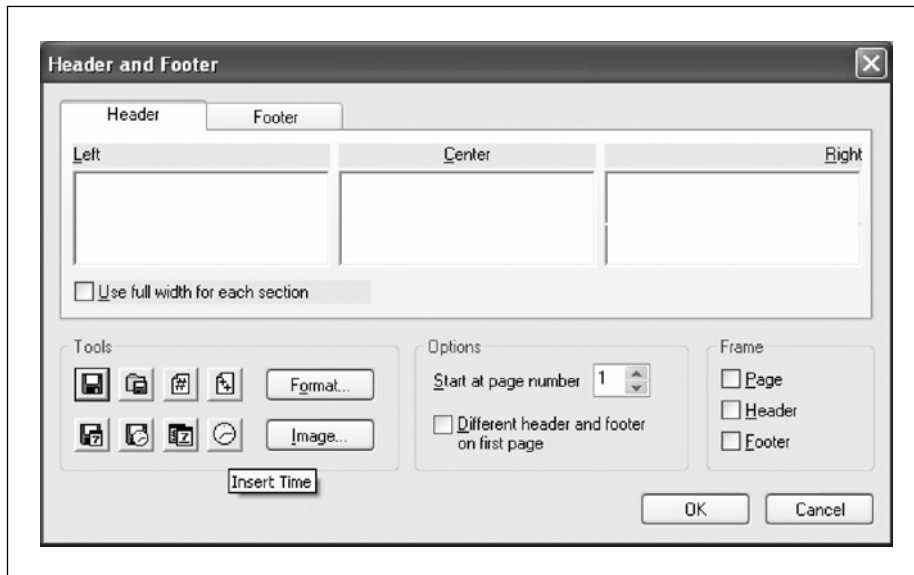 Header and Footer
Header Footer
Left Center Right
Use full width for each section
Tools Options Frame
Format... Start at page number 1 Page
Image... Different header and footer Header
on first page Footer
Insert Time
OK Cancel